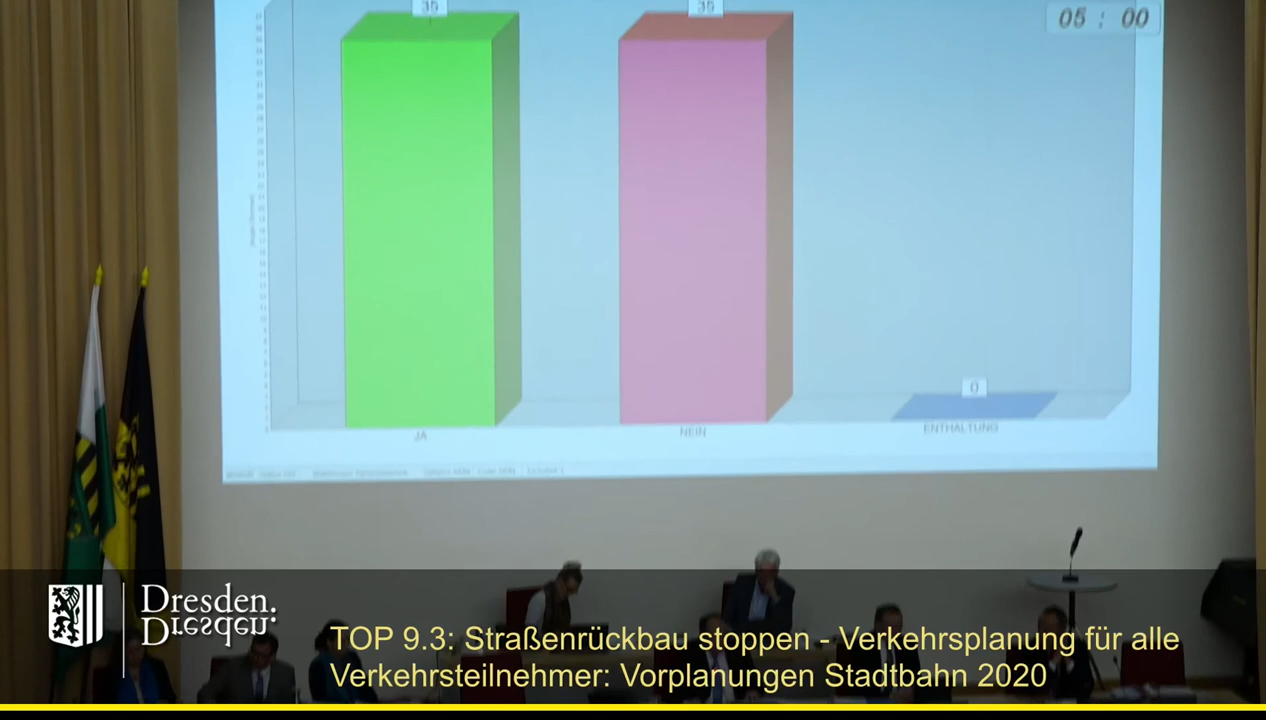 35
35
05 : 00
0
JA
NEIN
ENTHALTUNG
Dresden.
Dresden.
TOP 9.3: Straßenrückbau stoppen - Verkehrsplanung für alle
Verkehrsteilnehmer: Vorplanungen Stadtbahn 2020